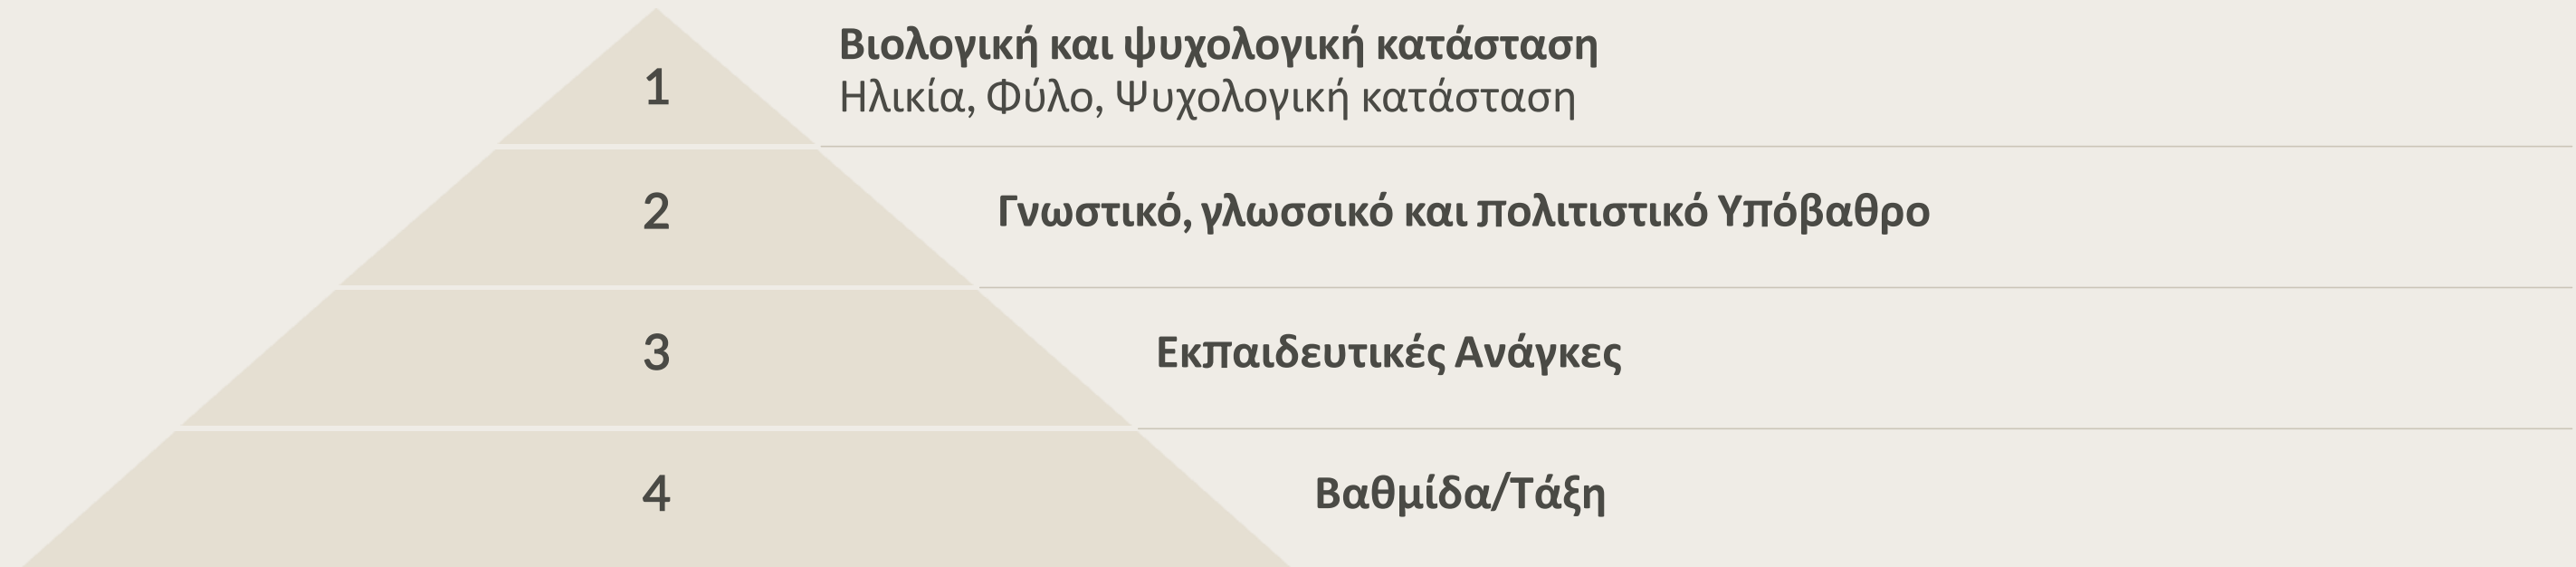 1
Βιολογική και ψυχολογική κατάσταση
Ηλικία, Φύλο, Ψυχολογική κατάσταση
2
Γνωστικό, γλωσσικό και πολιτιστικό Υπόβαθρο
3
Εκπαιδευτικές Ανάγκες
4
Βαθμίδα/Τάξη